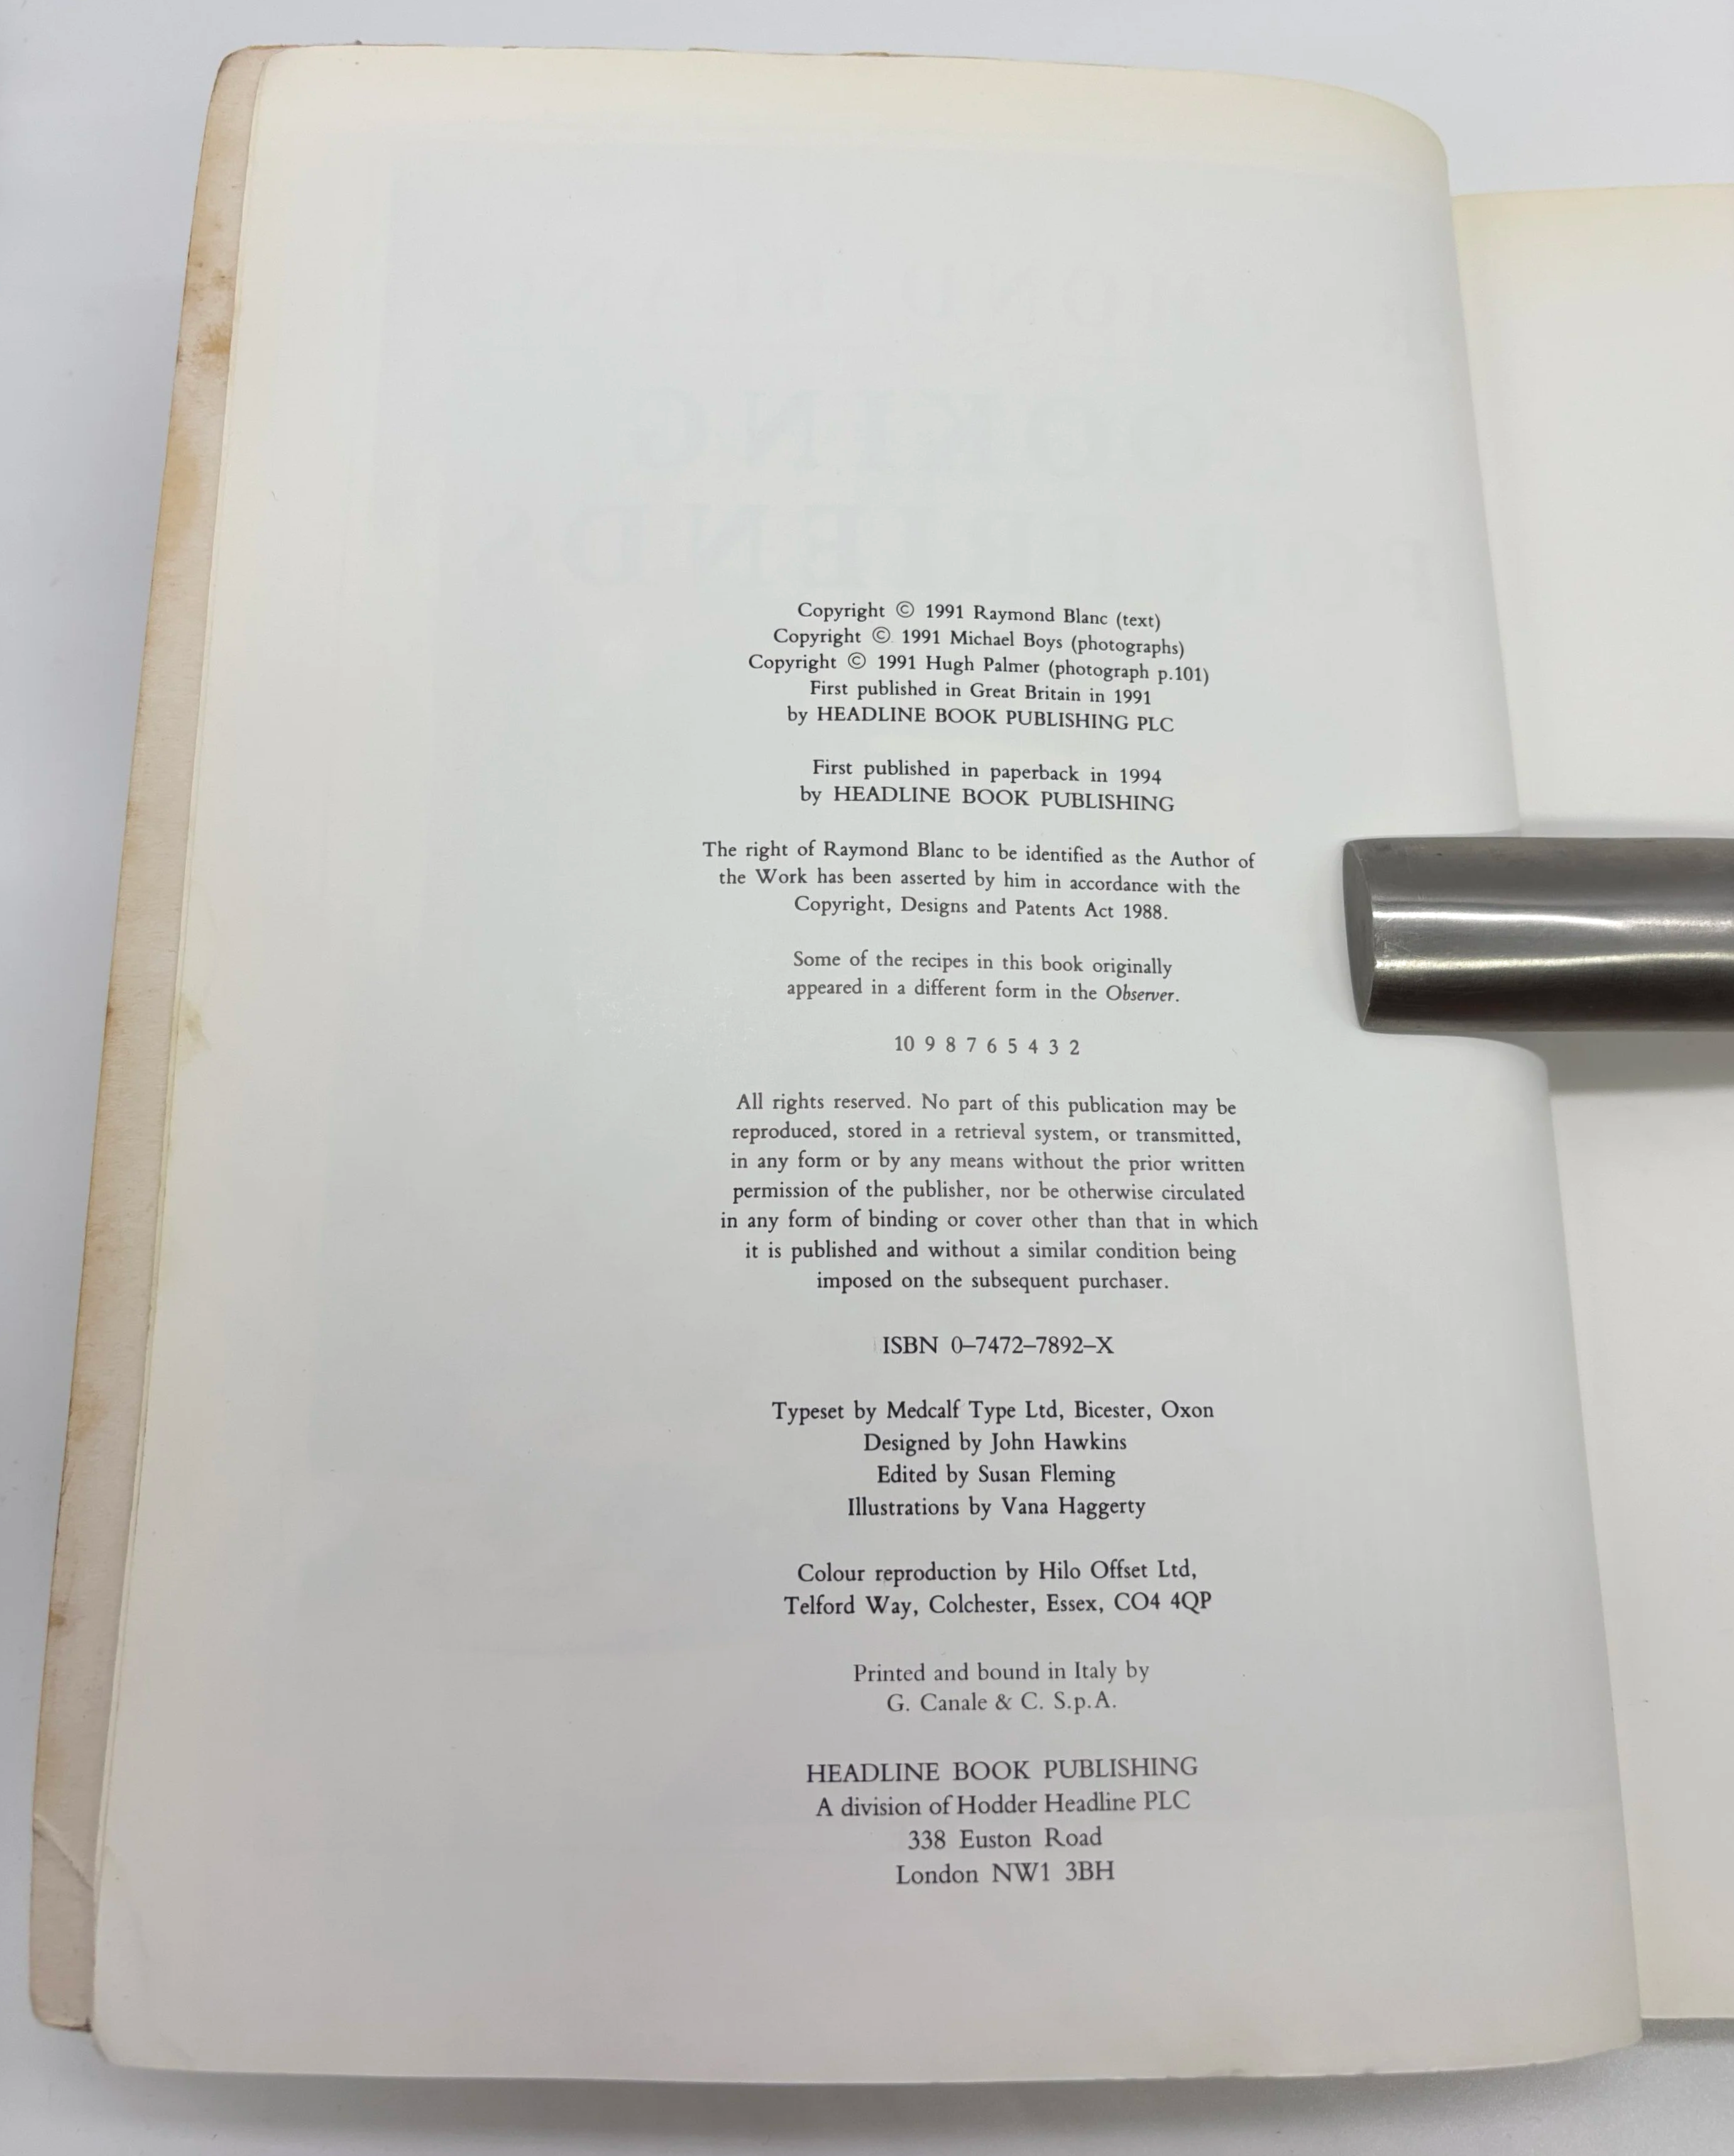 Copyright © 1991 Raymond Blanc (text)
Copyright © 1991 Michael Boys (photographs)
Copyright © 1991 Hugh Palmer (photograph p.101)
First published in Great Britain in 1991
by HEADLINE BOOK PUBLISHING PLC
First published in paperback in 1994
by HEADLINE BOOK PUBLISHING
The right of Raymond Blanc to be identified as the Author of
the Work has been asserted by him in accordance with the
Copyright, Designs and Patents Act 1988.
Some of the recipes in this book originally
appeared in a different form in the Observer.
10 9 8 7 6 5 4 3 2
All rights reserved. No part of this publication may be
reproduced, stored in a retrieval system, or transmitted,
in any form or by any means without the prior written
permission of the publisher, nor be otherwise circulated
in any form of binding or cover other than that in which
it is published and without a similar condition being
imposed on the subsequent purchaser.
ISBN 0–7472–7892–X
Typeset by Medcalf Type Ltd, Bicester, Oxon
Designed by John Hawkins
Edited by Susan Fleming
Illustrations by Vana Haggerty
Colour reproduction by Hilo Offset Ltd,
Telford Way, Colchester, Essex, CO4 4QP
Printed and bound in Italy by
G. Canale & C. S.p.A.
HEADLINE BOOK PUBLISHING
A division of Hodder Headline PLC
338 Euston Road
London NW1 3BH